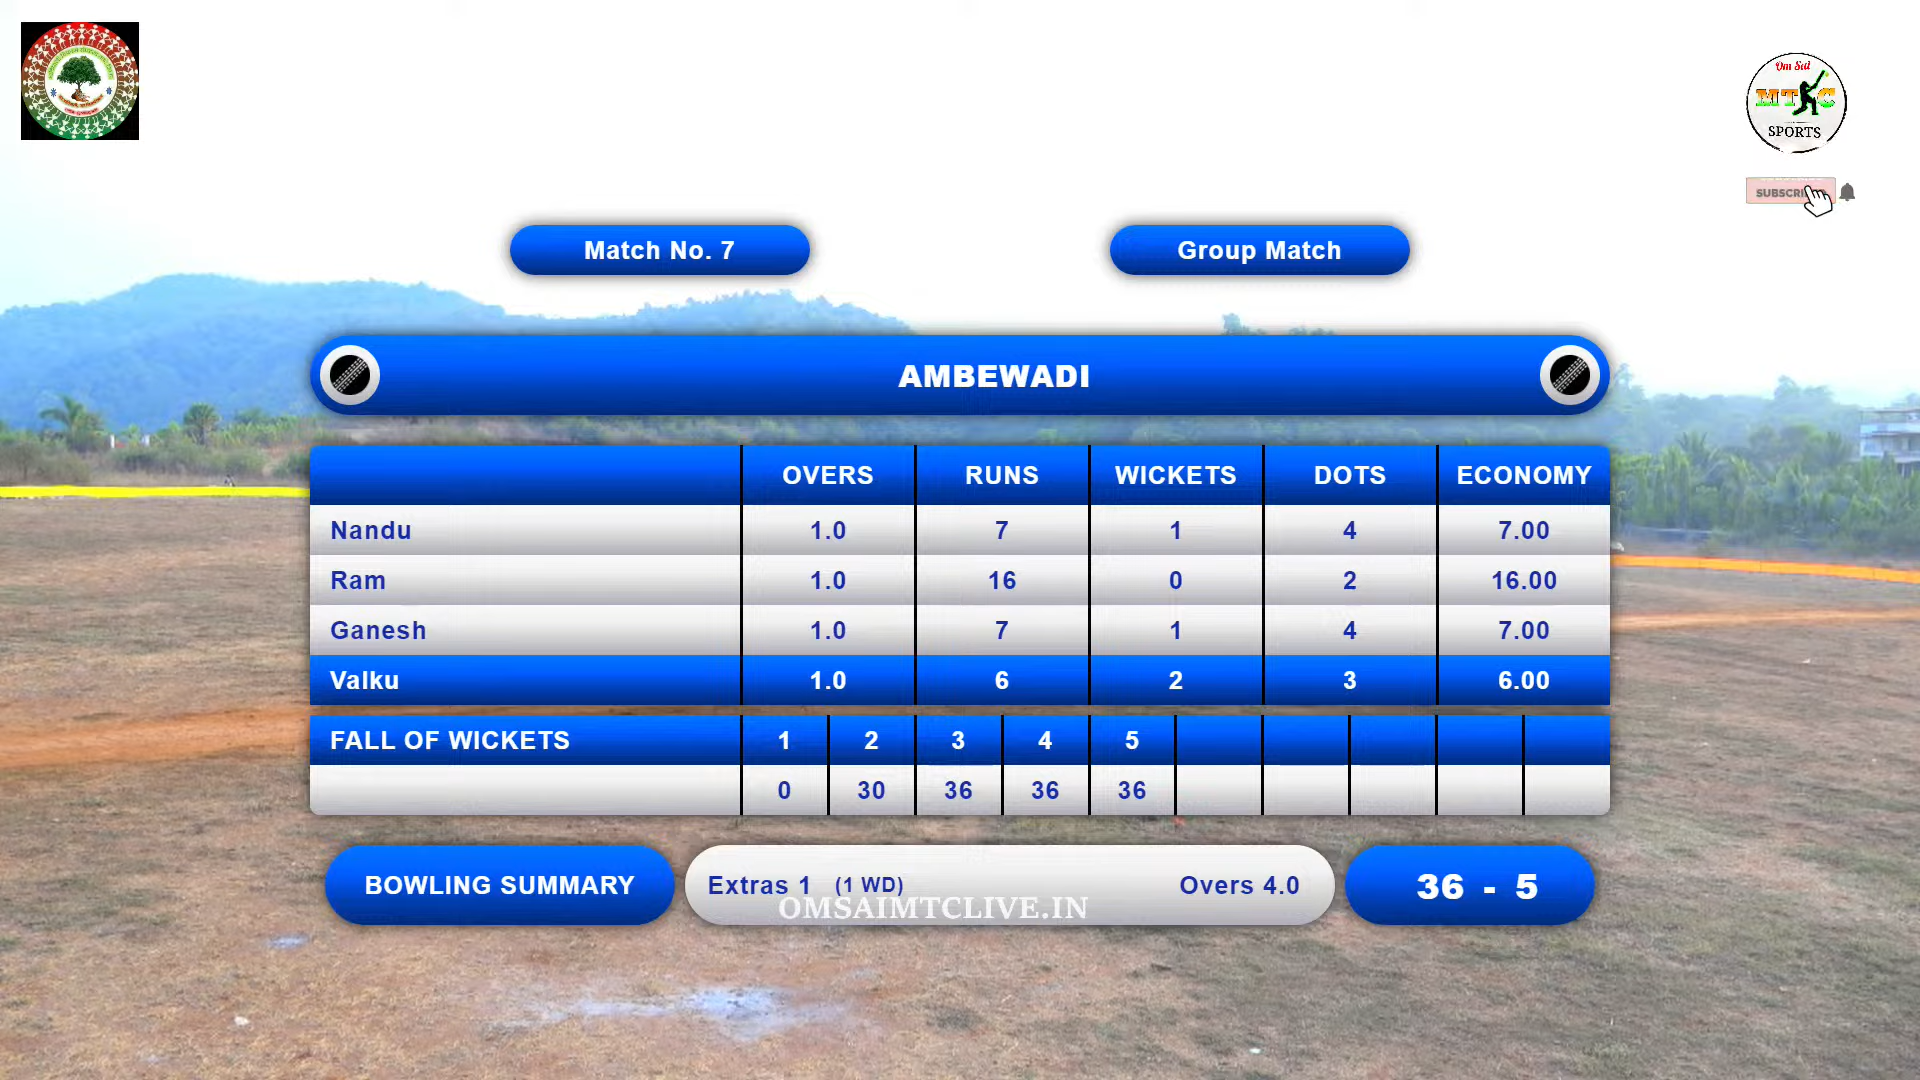 Om Sai
MTC
SPORTS
Match No. 7
Group Match
AMBEWADI
OVERS RUNS WICKETS DOTS ECONOMY
Nandu 1.0 7 1 4 7.00
Ram 1.0 16 0 2 16.00
Ganesh 1.0 7 1 4 7.00
Valku 1.0 6 2 3 6.00
FALL OF WICKETS 1 2 3 4 5
0 30 36 36 36
BOWLING SUMMARY Extras 1 (1 WD) Overs 4.0 36 - 5
OMSAIMTCLIVE.IN